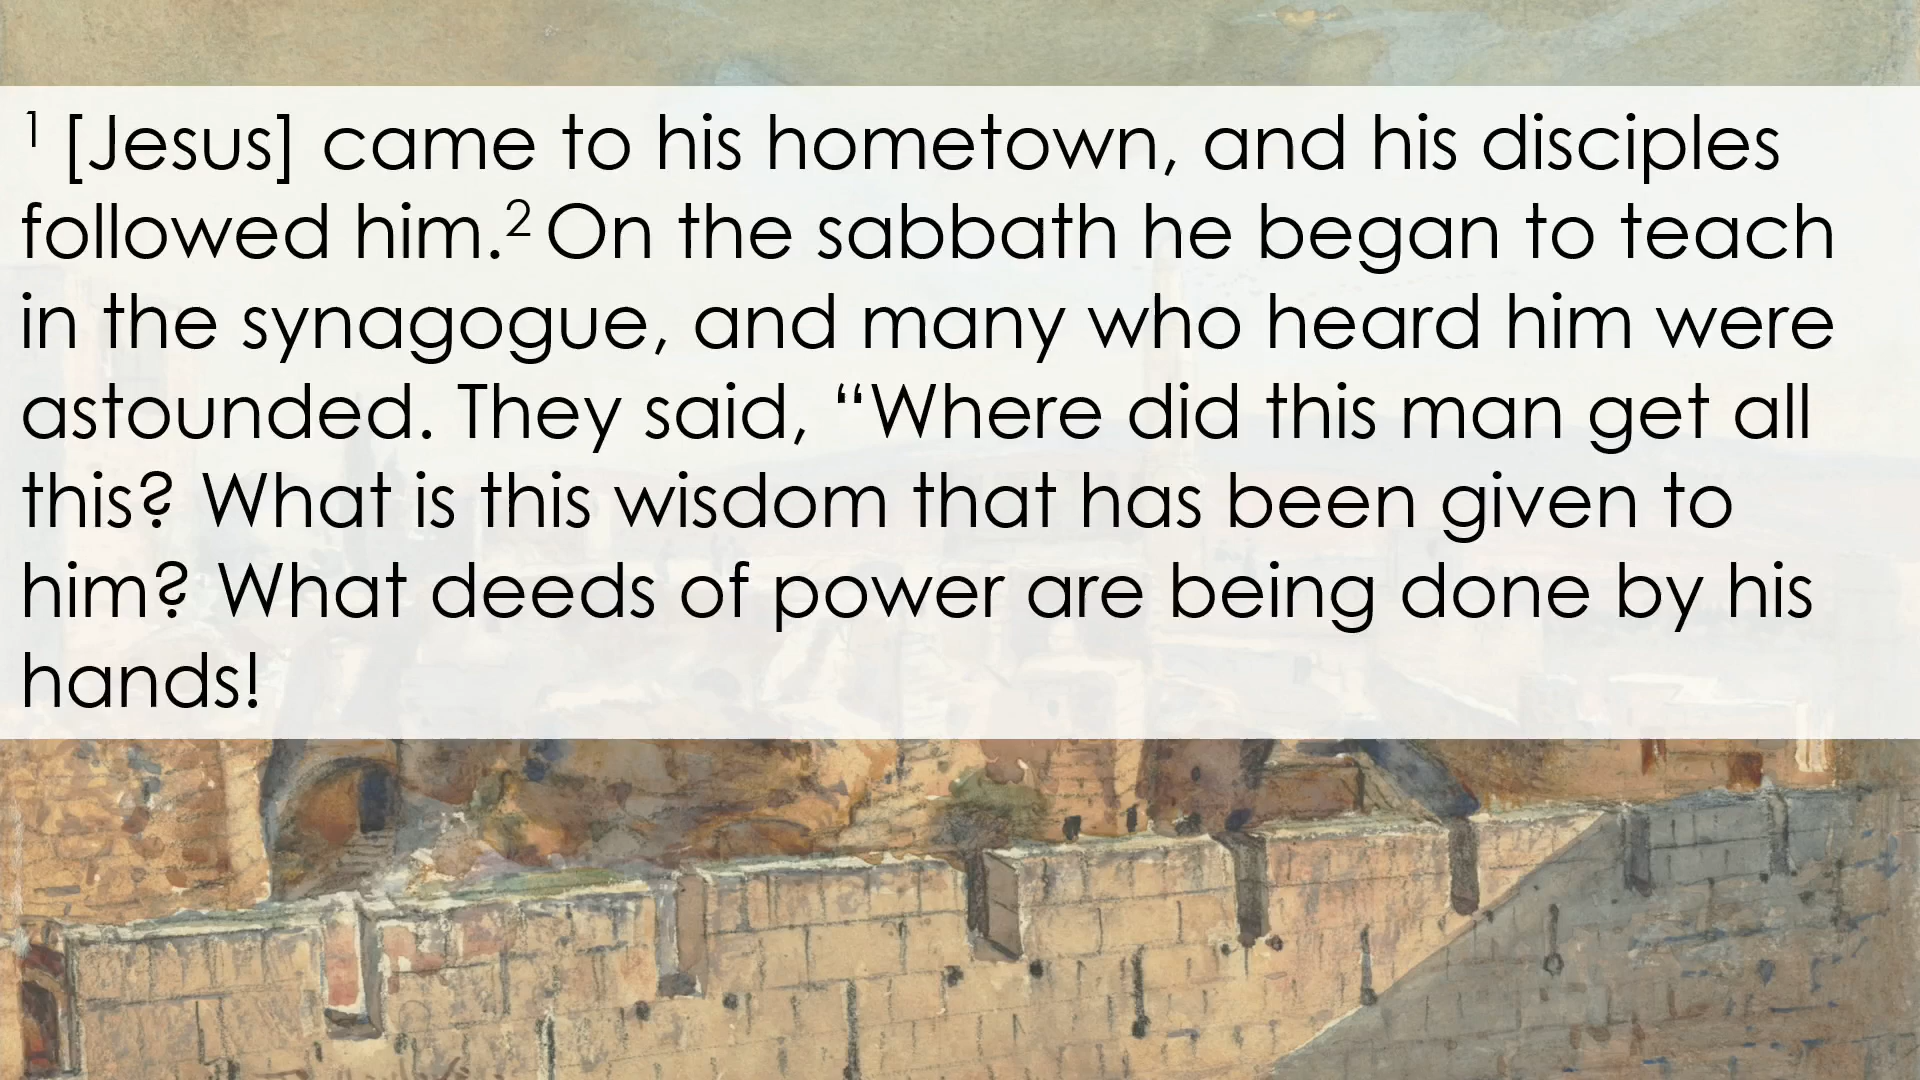 ¹ [Jesus] came to his hometown, and his disciples
followed him.² On the sabbath he began to teach
in the synagogue, and many who heard him were
astounded. They said, “Where did this man get all
this? What is this wisdom that has been given to
him? What deeds of power are being done by his
hands!